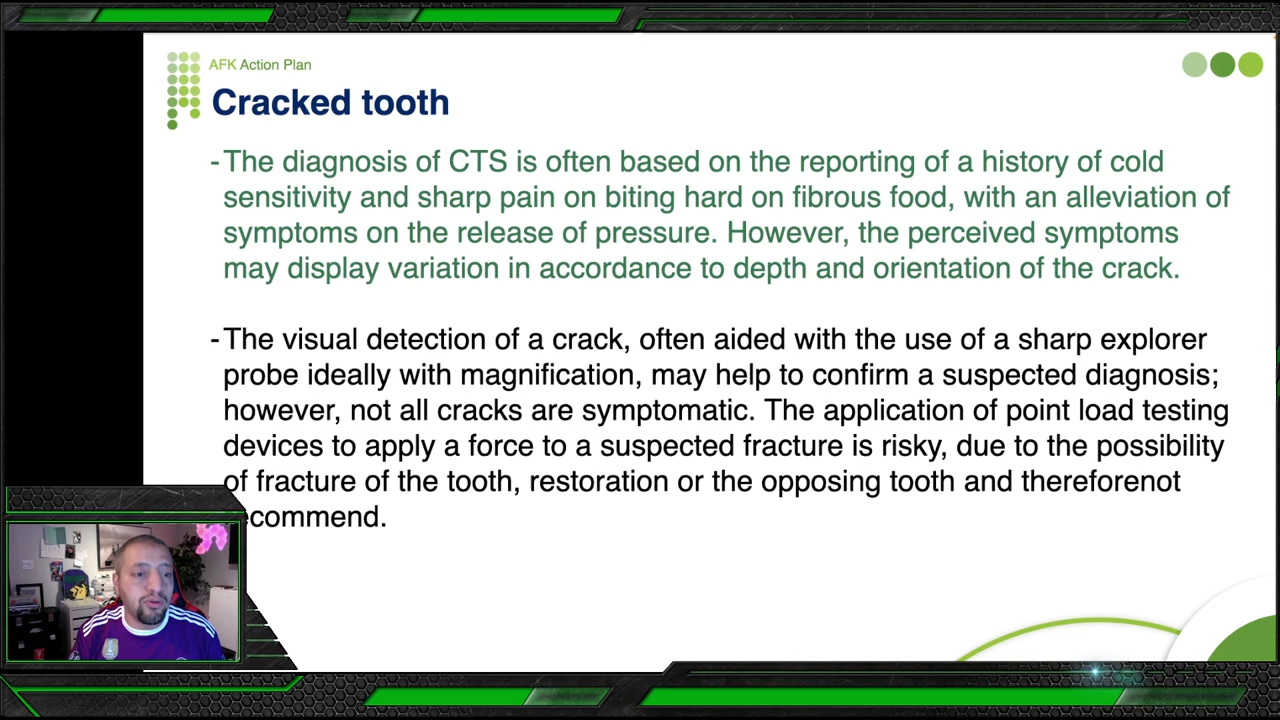 AFK Action Plan
Cracked tooth
- The diagnosis of CTS is often based on the reporting of a history of cold
sensitivity and sharp pain on biting hard on fibrous food, with an alleviation of
symptoms on the release of pressure. However, the perceived symptoms
may display variation in accordance to depth and orientation of the crack.
- The visual detection of a crack, often aided with the use of a sharp explorer
probe ideally with magnification, may help to confirm a suspected diagnosis;
however, not all cracks are symptomatic. The application of point load testing
devices to apply a force to a suspected fracture is risky, due to the possibility
of fracture of the tooth, restoration or the opposing tooth and thereforenot
ecommend.